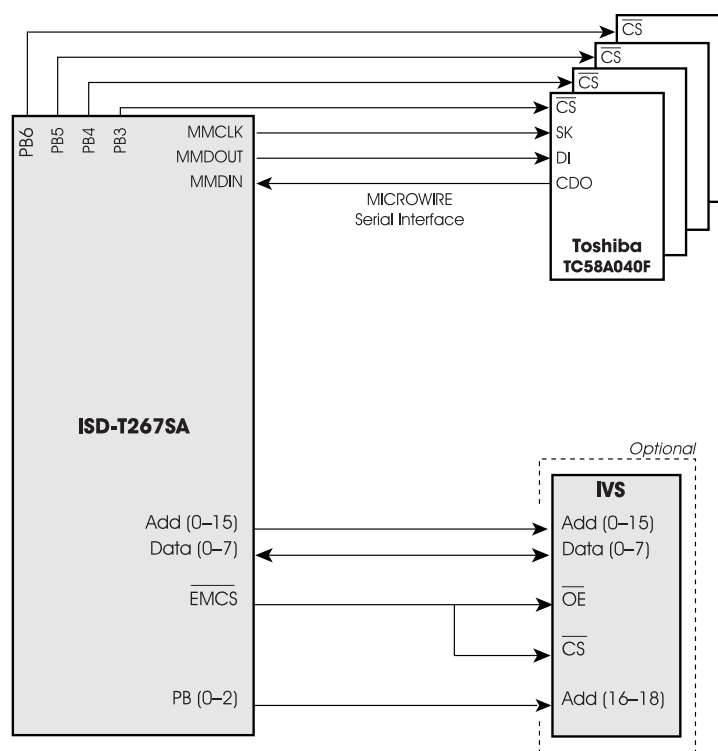 CS
CS
CS
PB6 PB5 PB4 PB3
CS
MMCLK SK
MMDOUT DI
MMDIN CDO
MICROWIRE
Serial Interface
Toshiba
TC58A040F
ISD-T267SA
Optional
IVS
Add (0–15) Add (0–15)
Data (0–7) Data (0–7)
EMCS OE
CS
PB (0–2) Add (16–18)